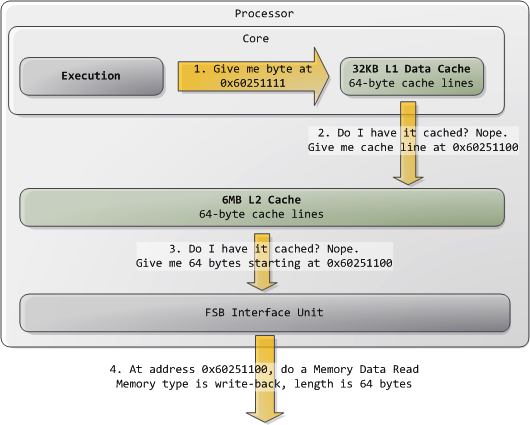 Processor
Core
Execution
1. Give me byte at
0x60251111
32KB L1 Data Cache
64-byte cache lines
2. Do I have it cached? Nope.
Give me cache line at 0x60251100
6MB L2 Cache
64-byte cache lines
3. Do I have it cached? Nope.
Give me 64 bytes starting at 0x60251100
FSB Interface Unit
4. At address 0x60251100, do a Memory Data Read
Memory type is write-back, length is 64 bytes